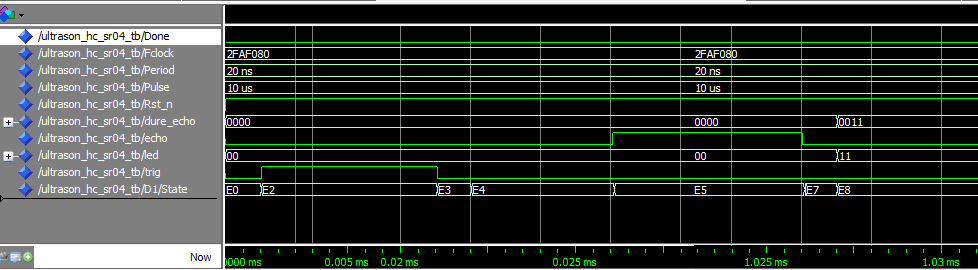 /ultrason_hc_sr04_tb/Done
/ultrason_hc_sr04_tb/Fclock 2FAF080 2FAF080
/ultrason_hc_sr04_tb/Period 20 ns 20 ns
/ultrason_hc_sr04_tb/Pulse 10 us 10 us
/ultrason_hc_sr04_tb/Rst_n
/ultrason_hc_sr04_tb/dure_echo 0000 0000 0011
/ultrason_hc_sr04_tb/echo
/ultrason_hc_sr04_tb/led 00 00 11
/ultrason_hc_sr04_tb/trig
/ultrason_hc_sr04_tb/D1/State E0 E2 E3 E4 E5 E7 E8
Now 0000 ms 0.005 ms 0.02 ms 0.025 ms 1.025 ms 1.03 ms